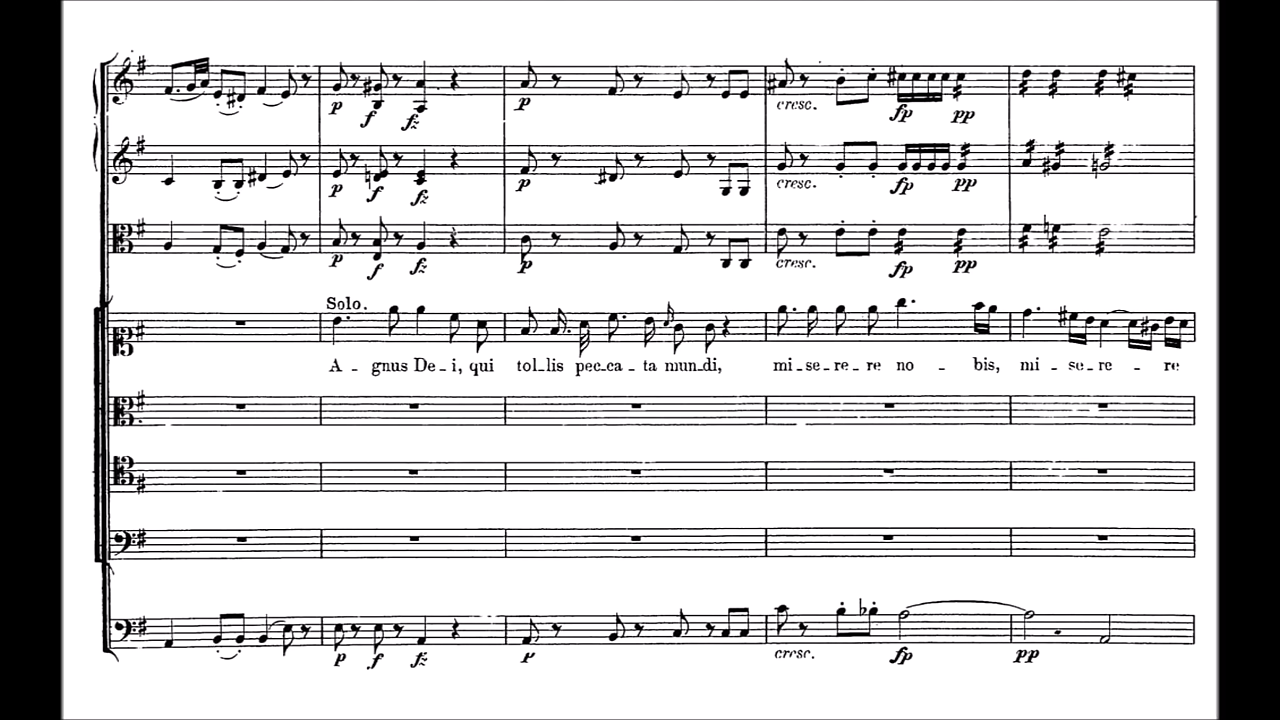 p f fz p cresc. fp pp
p f fz p cresc. fp pp
p f fz p cresc. fp pp
Solo.
A - gnus De - i, qui tol - lis pec - ca - ta mun - di, mi - se - re - re no - bis, mi - se - re - re
p f fz p cresc. fp pp